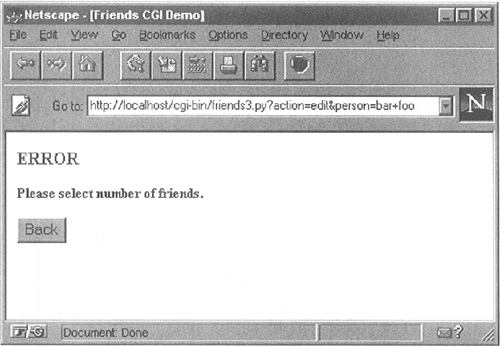 Netscape - [Friends CGI Demo]
File Edit View Go Bookmarks Options Directory Window Help
Go to: http://localhost/cgi-bin/friends3.py?action=edit&person=bar+foo
N
ERROR
Please select number of friends.
Back
Document: Done
?